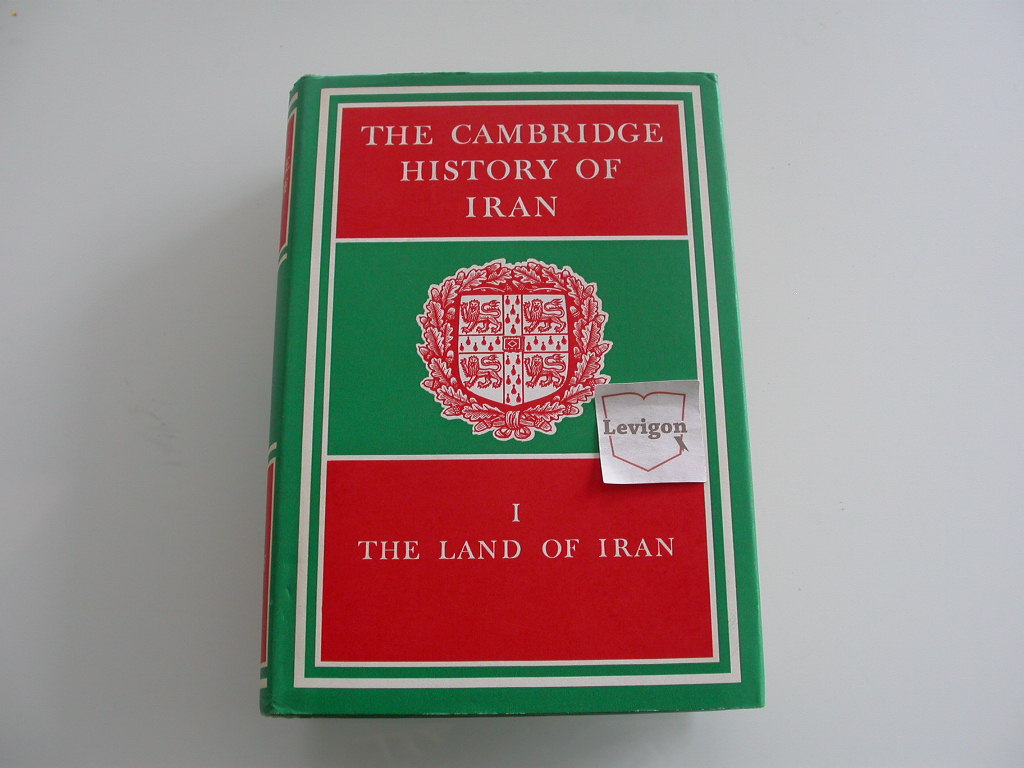 THE CAMBRIDGE
HISTORY OF
IRAN
Levigon
I
THE LAND OF IRAN